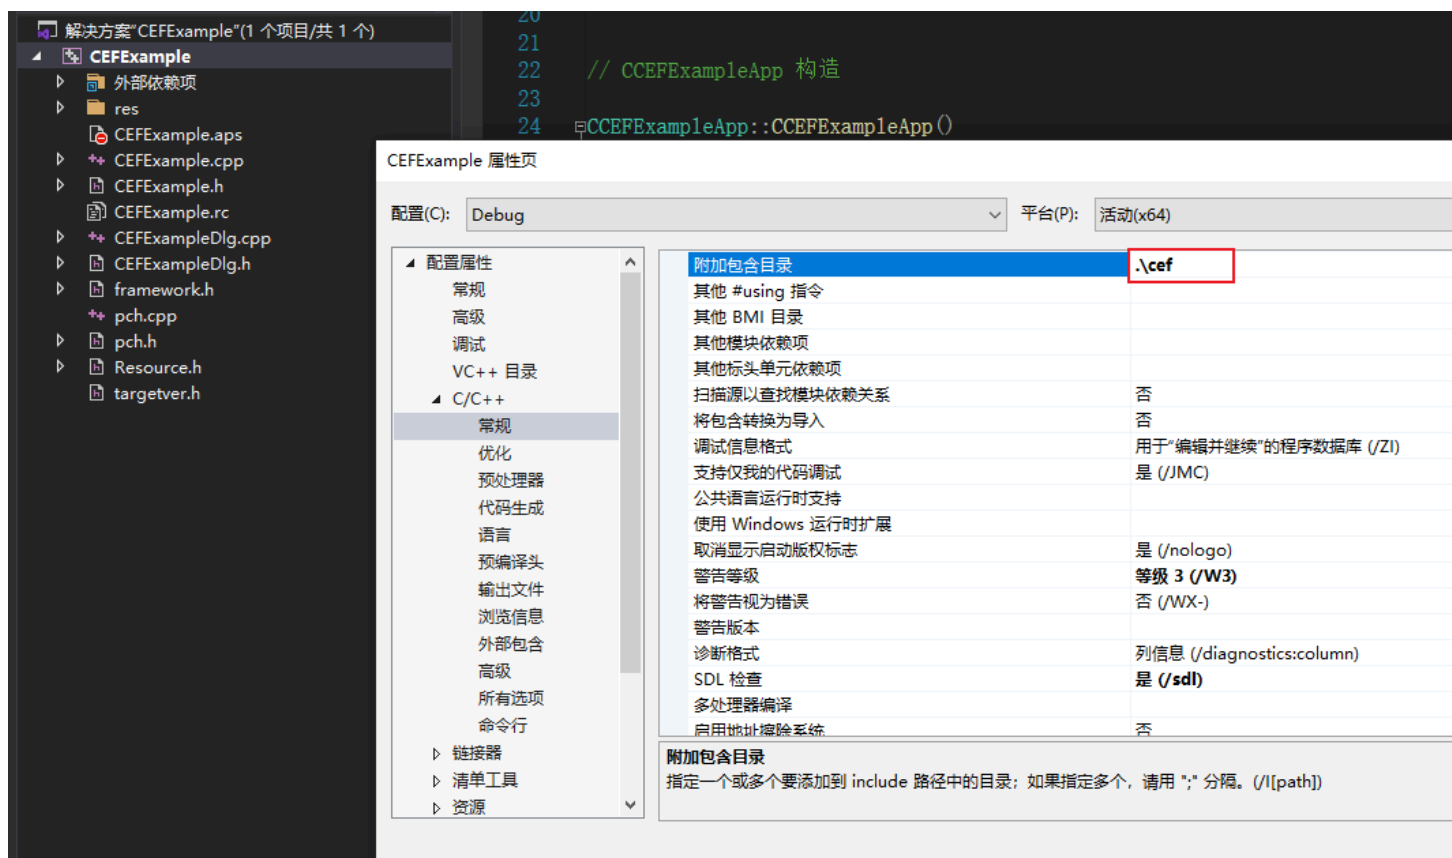 解决方案"CEFExample"(1 个项目/共 1 个)
CEFExample
外部依赖项
res
CEFExample.aps
CEFExample.cpp
CEFExample.h
CEFExample.rc
CEFExampleDlg.cpp
CEFExampleDlg.h
framework.h
pch.cpp
pch.h
Resource.h
targetver.h
20
21
22 // CCEFExampleApp 构造
23
24 CCEFExampleApp::CCEFExampleApp()
CEFExample 属性页
配置(C): Debug 平台(P): 活动(x64)
配置属性
常规
高级
调试
VC++ 目录
C/C++
常规
优化
预处理器
代码生成
语言
预编译头
输出文件
浏览信息
外部包含
高级
所有选项
命令行
链接器
清单工具
资源
附加包含目录 .\cef
其他 #using 指令
其他 BMI 目录
其他模块依赖项
其他标头单元依赖项
扫描源以查找模块依赖关系 否
将包含转换为导入 否
调试信息格式 用于“编辑并继续”的程序数据库 (/ZI)
支持仅我的代码调试 是 (/JMC)
公共语言运行时支持
使用 Windows 运行时扩展
取消显示启动版权标志 是 (/nologo)
警告等级 等级 3 (/W3)
将警告视为错误 否 (/WX-)
警告版本
诊断格式 列信息 (/diagnostics:column)
SDL 检查 是 (/sdl)
多处理器编译
启用地址擦除系统 否
附加包含目录
指定一个或多个要添加到 include 路径中的目录；如果指定多个，请用 ";" 分隔。(/I[path])